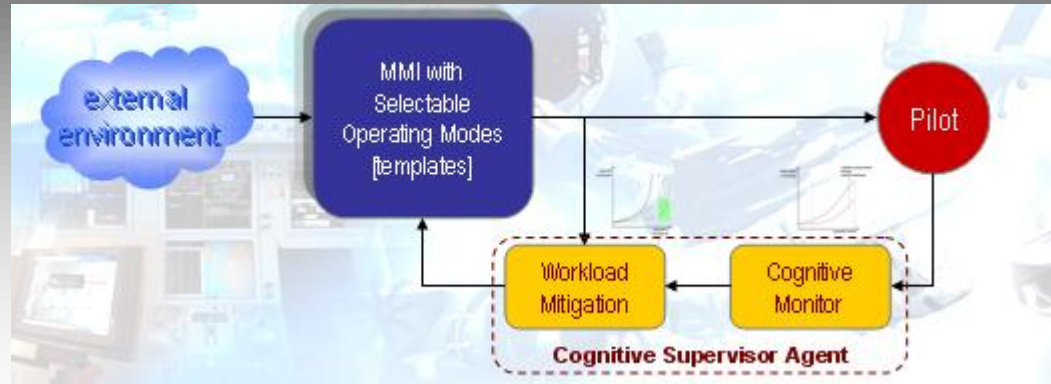 external
environment
MMI with
Selectable
Operating Modes
[templates]
Pilot
Workload
Mitigation
Cognitive
Monitor
Cognitive Supervisor Agent